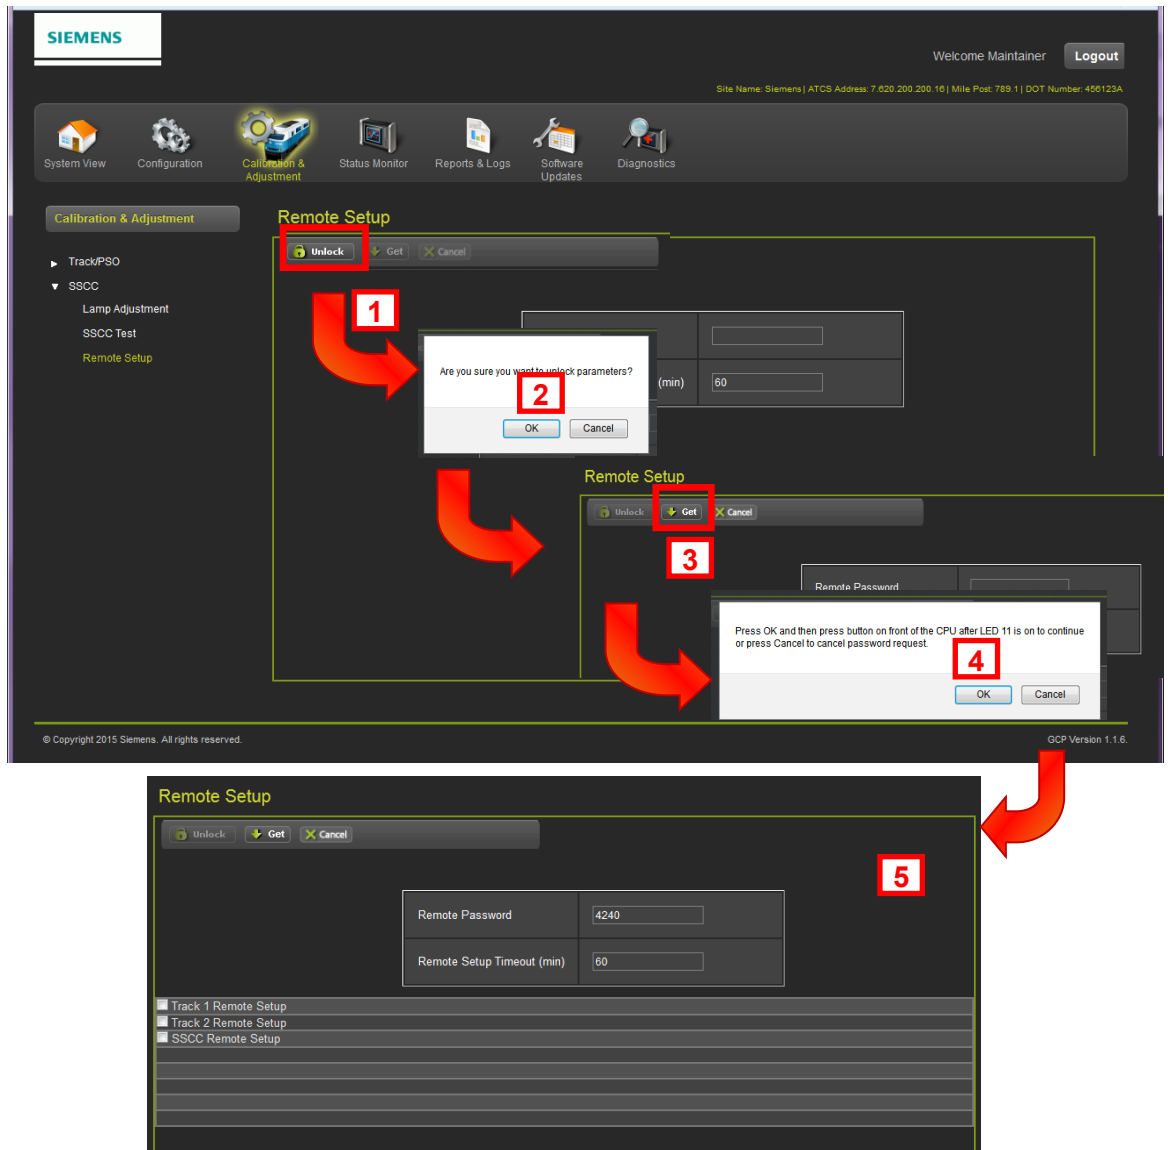 SIEMENS
Welcome Maintainer
Logout
Site Name: Siemens | ATCS Address: 7.620.200.200.16 | Mile Post: 789.1 | DOT Number: 456123A
System View
Configuration
Calibration &
Adjustment
Status Monitor
Reports & Logs
Software
Updates
Diagnostics
Calibration & Adjustment
Track/PSO
SSCC
Lamp Adjustment
SSCC Test
Remote Setup
Remote Setup
Unlock
Get
Cancel
1
Are you sure you want to unlock parameters?
2
OK
Cancel
(min)
60
Remote Setup
Unlock
Get
Cancel
3
Remote Password
Press OK and then press button on front of the CPU after LED 11 is on to continue
or press Cancel to cancel password request.
4
OK
Cancel
© Copyright 2015 Siemens. All rights reserved.
GCP Version 1.1.6.
Remote Setup
Unlock
Get
Cancel
5
Remote Password
4240
Remote Setup Timeout (min)
60
Track 1 Remote Setup
Track 2 Remote Setup
SSCC Remote Setup